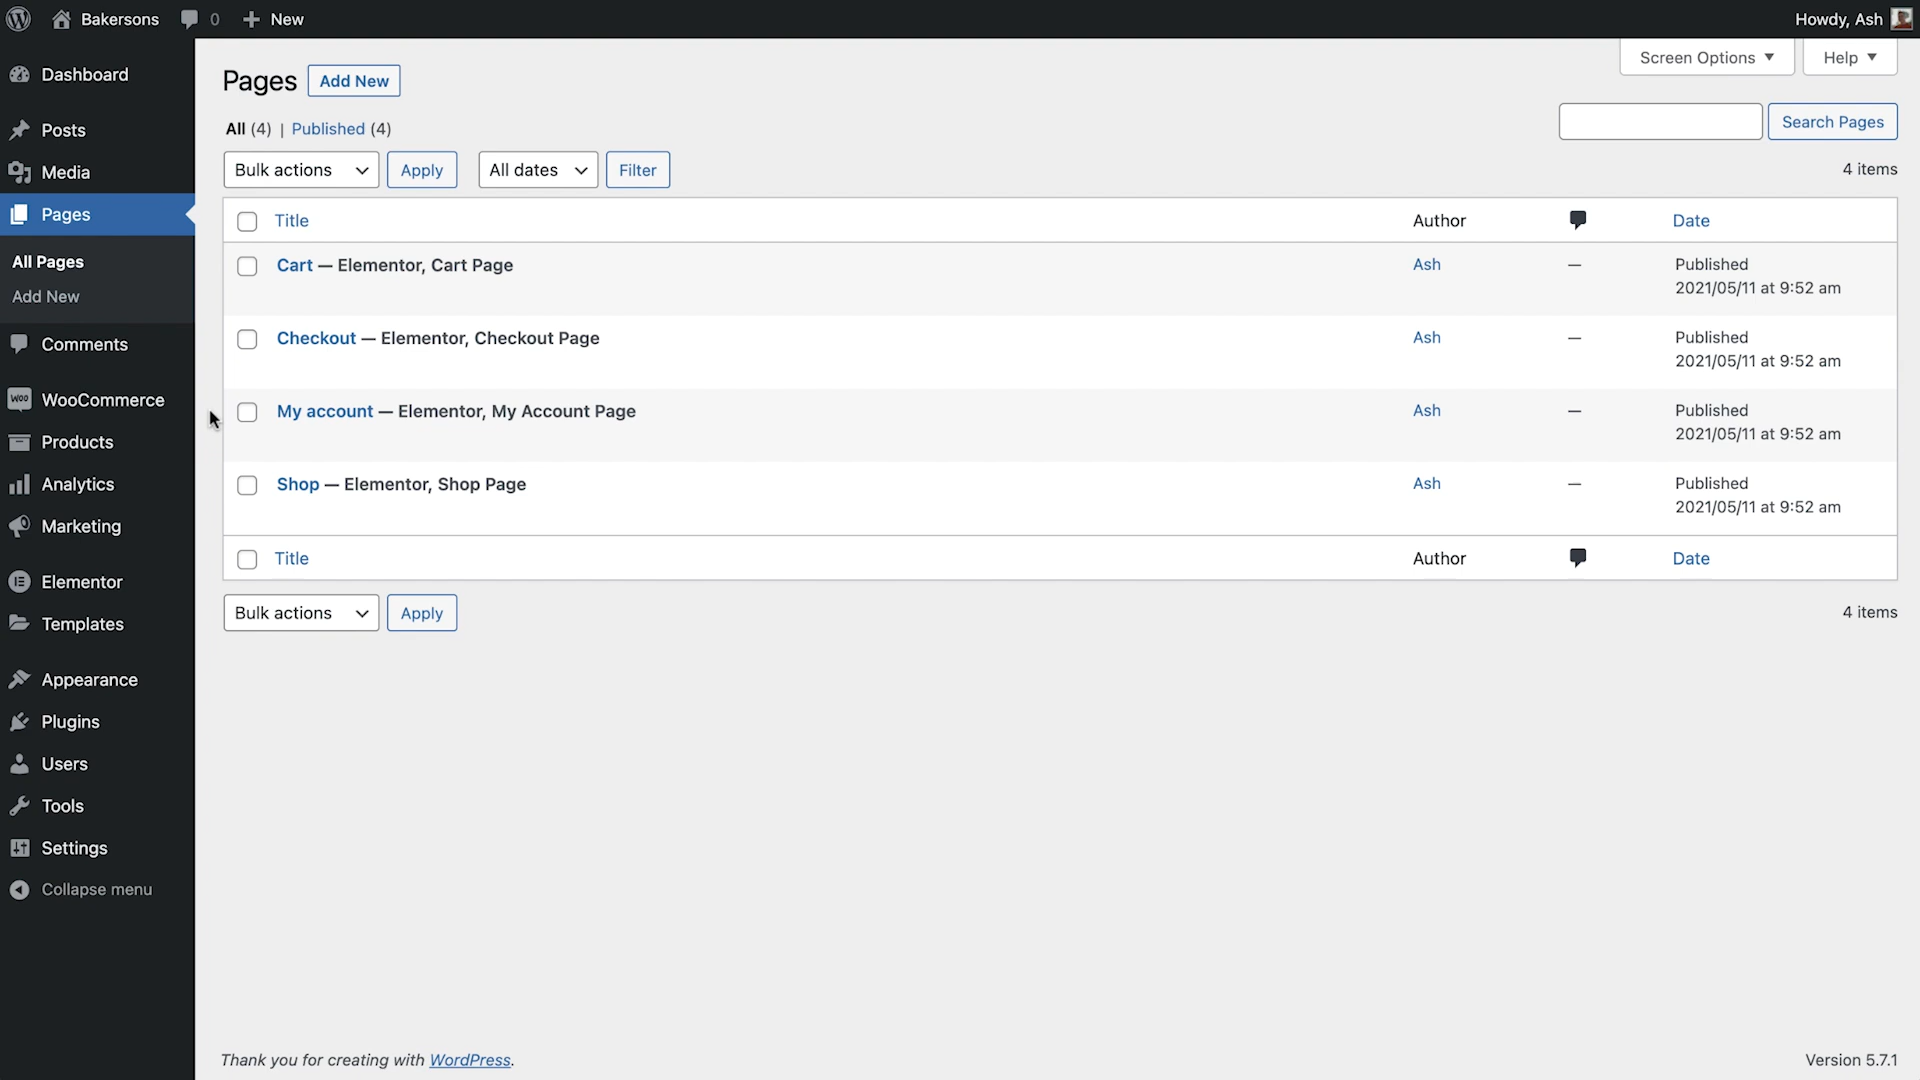 Bakersons 0 New Howdy, Ash
Screen Options Help
Dashboard
Posts
Media
Pages
All Pages
Add New
Comments
woo WooCommerce
Products
Analytics
Marketing
Elementor
Templates
Appearance
Plugins
Users
Tools
Settings
Collapse menu
Pages Add New
All (4) | Published (4)
Search Pages
Bulk actions Apply All dates Filter 4 items
Title Author Date
Cart — Elementor, Cart Page Ash — Published
2021/05/11 at 9:52 am
Checkout — Elementor, Checkout Page Ash — Published
2021/05/11 at 9:52 am
My account — Elementor, My Account Page Ash — Published
2021/05/11 at 9:52 am
Shop — Elementor, Shop Page Ash — Published
2021/05/11 at 9:52 am
Title Author Date
Bulk actions Apply 4 items
Thank you for creating with WordPress. Version 5.7.1